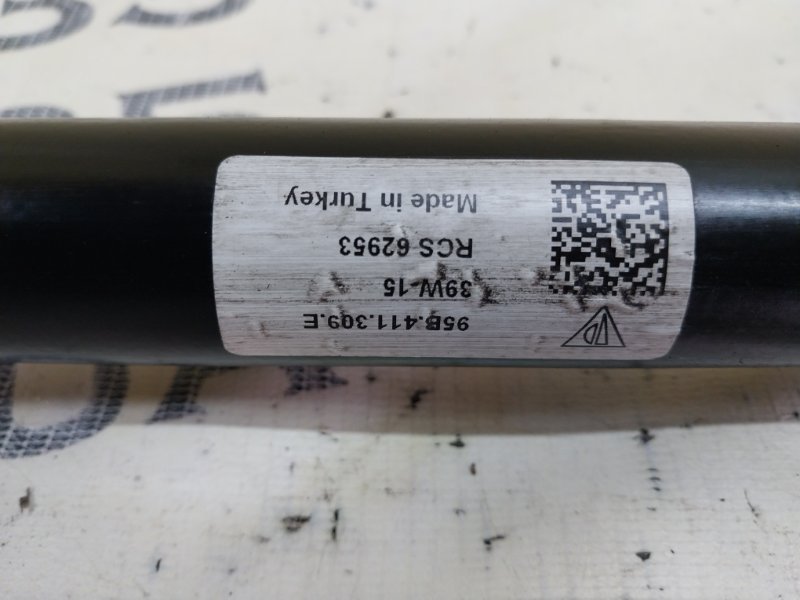 95B.411.309.E
39W-15
RCS 62953
Made in Turkey